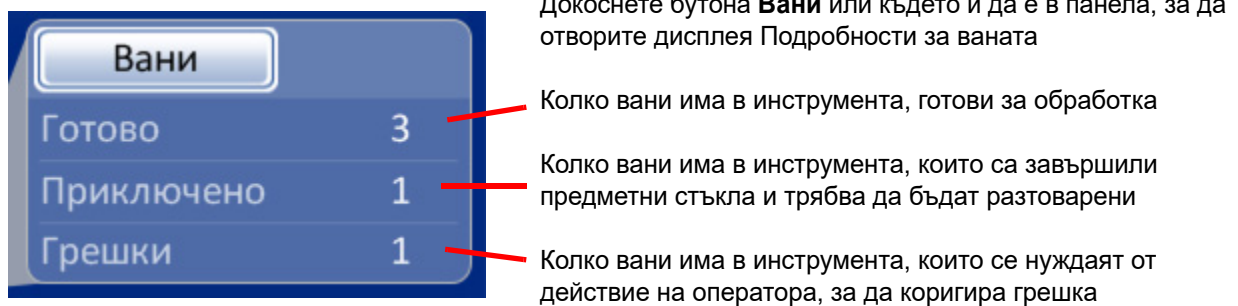 Докоснете бутона Вани или където и да е в панела, за да
отворите дисплея Подробности за ваната
Вани
Готово 3
Колко вани има в инструмента, готови за обработка
Приключено 1
Колко вани има в инструмента, които са завършили
предметни стъкла и трябва да бъдат разтоварени
Грешки 1
Колко вани има в инструмента, които се нуждаят от
действие на оператора, за да коригира грешка